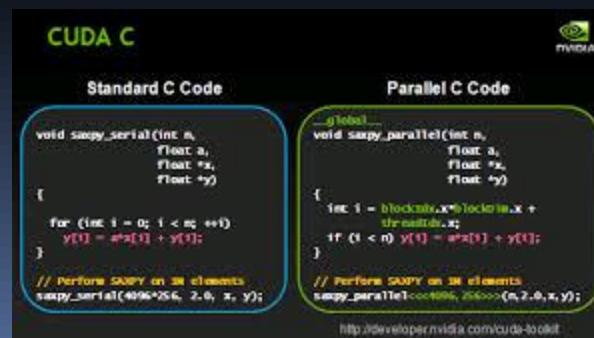 CUDA C
NVIDIA
Standard C Code
void saxpy_serial(int n,
float a,
float *x,
float *y)
{
for (int i = 0; i < n; ++i)
y[i] = a*x[i] + y[i];
}
// Perform SAXPY on 1M elements
saxpy_serial(4096*256, 2.0, x, y);
Parallel C Code
__global__
void saxpy_parallel(int n,
float a,
float *x,
float *y)
{
int i = blockIdx.x*blockDim.x +
threadIdx.x;
if (i < n) y[i] = a*x[i] + y[i];
}
// Perform SAXPY on 1M elements
saxpy_parallel<<<4096,256>>>(n,2.0,x,y);
http://developer.nvidia.com/cuda-toolkit